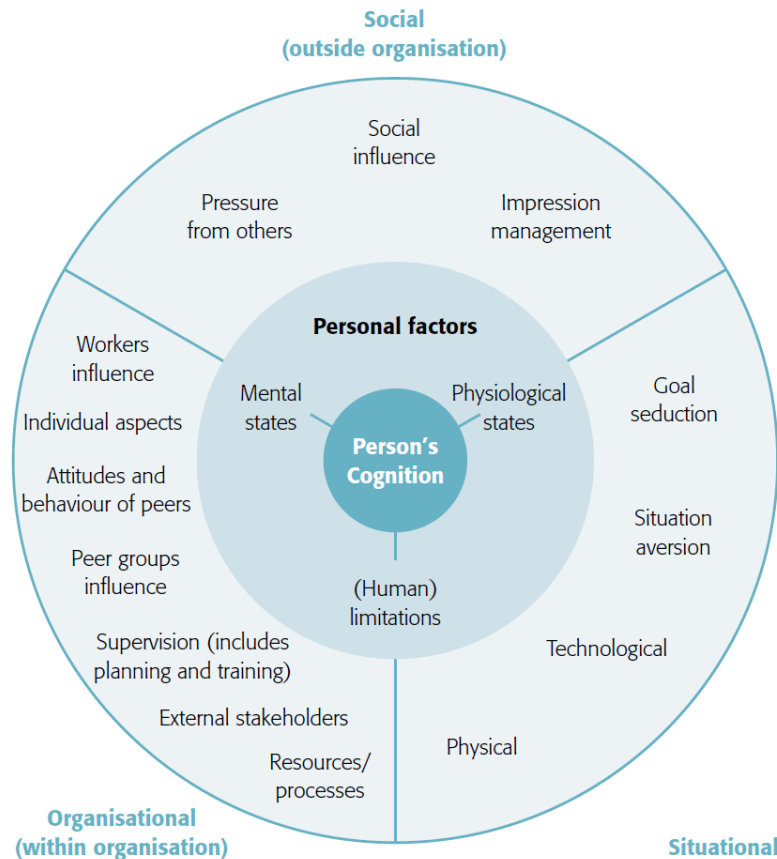 Social
(outside organisation)
Social
influence
Pressure
from others
Impression
management
Personal factors
Mental
states
Physiological
states
Person's
Cognition
(Human)
limitations
Workers
influence
Individual aspects
Attitudes and
behaviour of peers
Peer groups
influence
Supervision (includes
planning and training)
External stakeholders
Resources/
processes
Goal
seduction
Situation
aversion
Technological
Physical
Organisational
(within organisation)
Situational